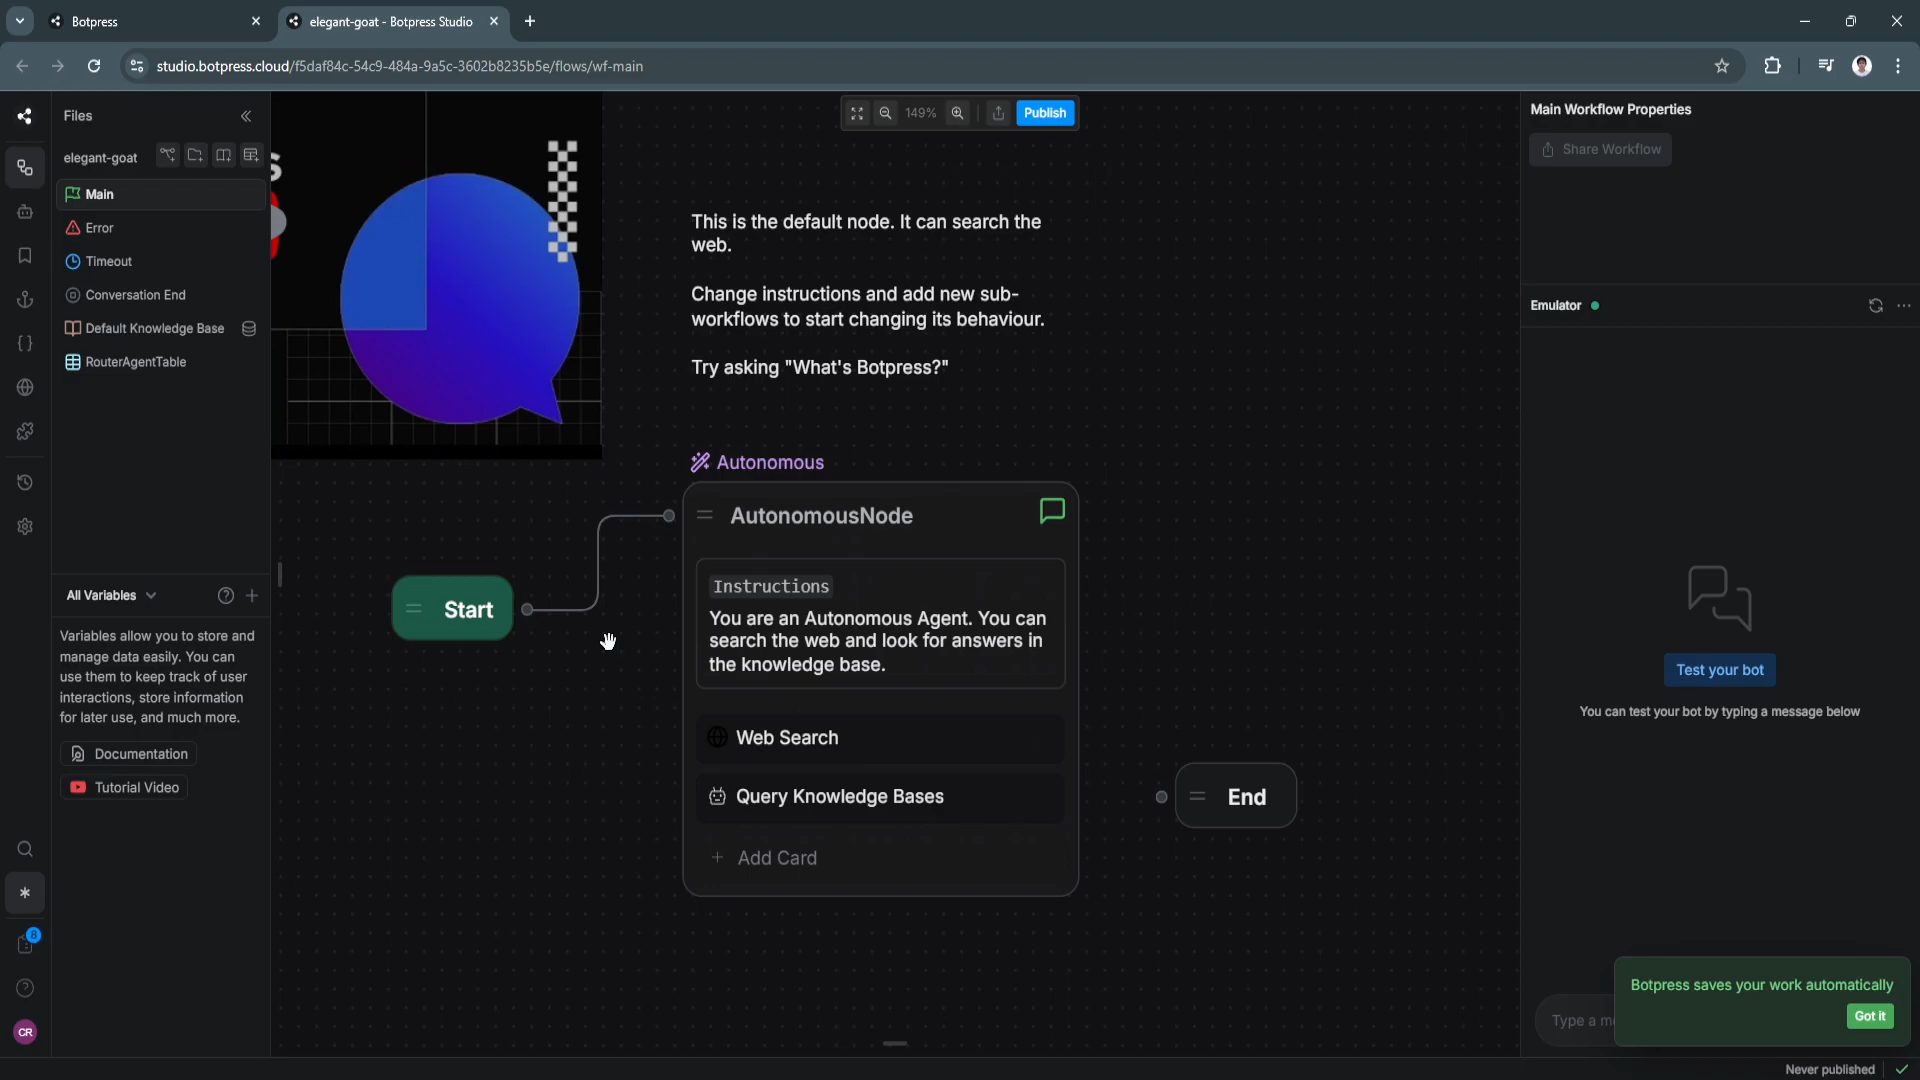 Botpress
elegant-goat - Botpress Studio
studio.botpress.cloud/f5daf84c-54c9-484a-9a5c-3602b8235b5e/flows/wf-main
Files
elegant-goat
Main
Error
Timeout
Conversation End
Default Knowledge Base
RouterAgentTable
All Variables
Variables allow you to store and
manage data easily. You can
use them to keep track of user
interactions, store information
for later use, and much more.
Documentation
Tutorial Video
8
CR
149%
Publish
S
This is the default node. It can search the
web.
Change instructions and add new sub-
workflows to start changing its behaviour.
Try asking "What's Botpress?"
Autonomous
AutonomousNode
Instructions
You are an Autonomous Agent. You can
search the web and look for answers in
the knowledge base.
Web Search
Query Knowledge Bases
+ Add Card
Start
End
Main Workflow Properties
Share Workflow
Emulator
Test your bot
You can test your bot by typing a message below
Type a m
Botpress saves your work automatically
Got it
Never published